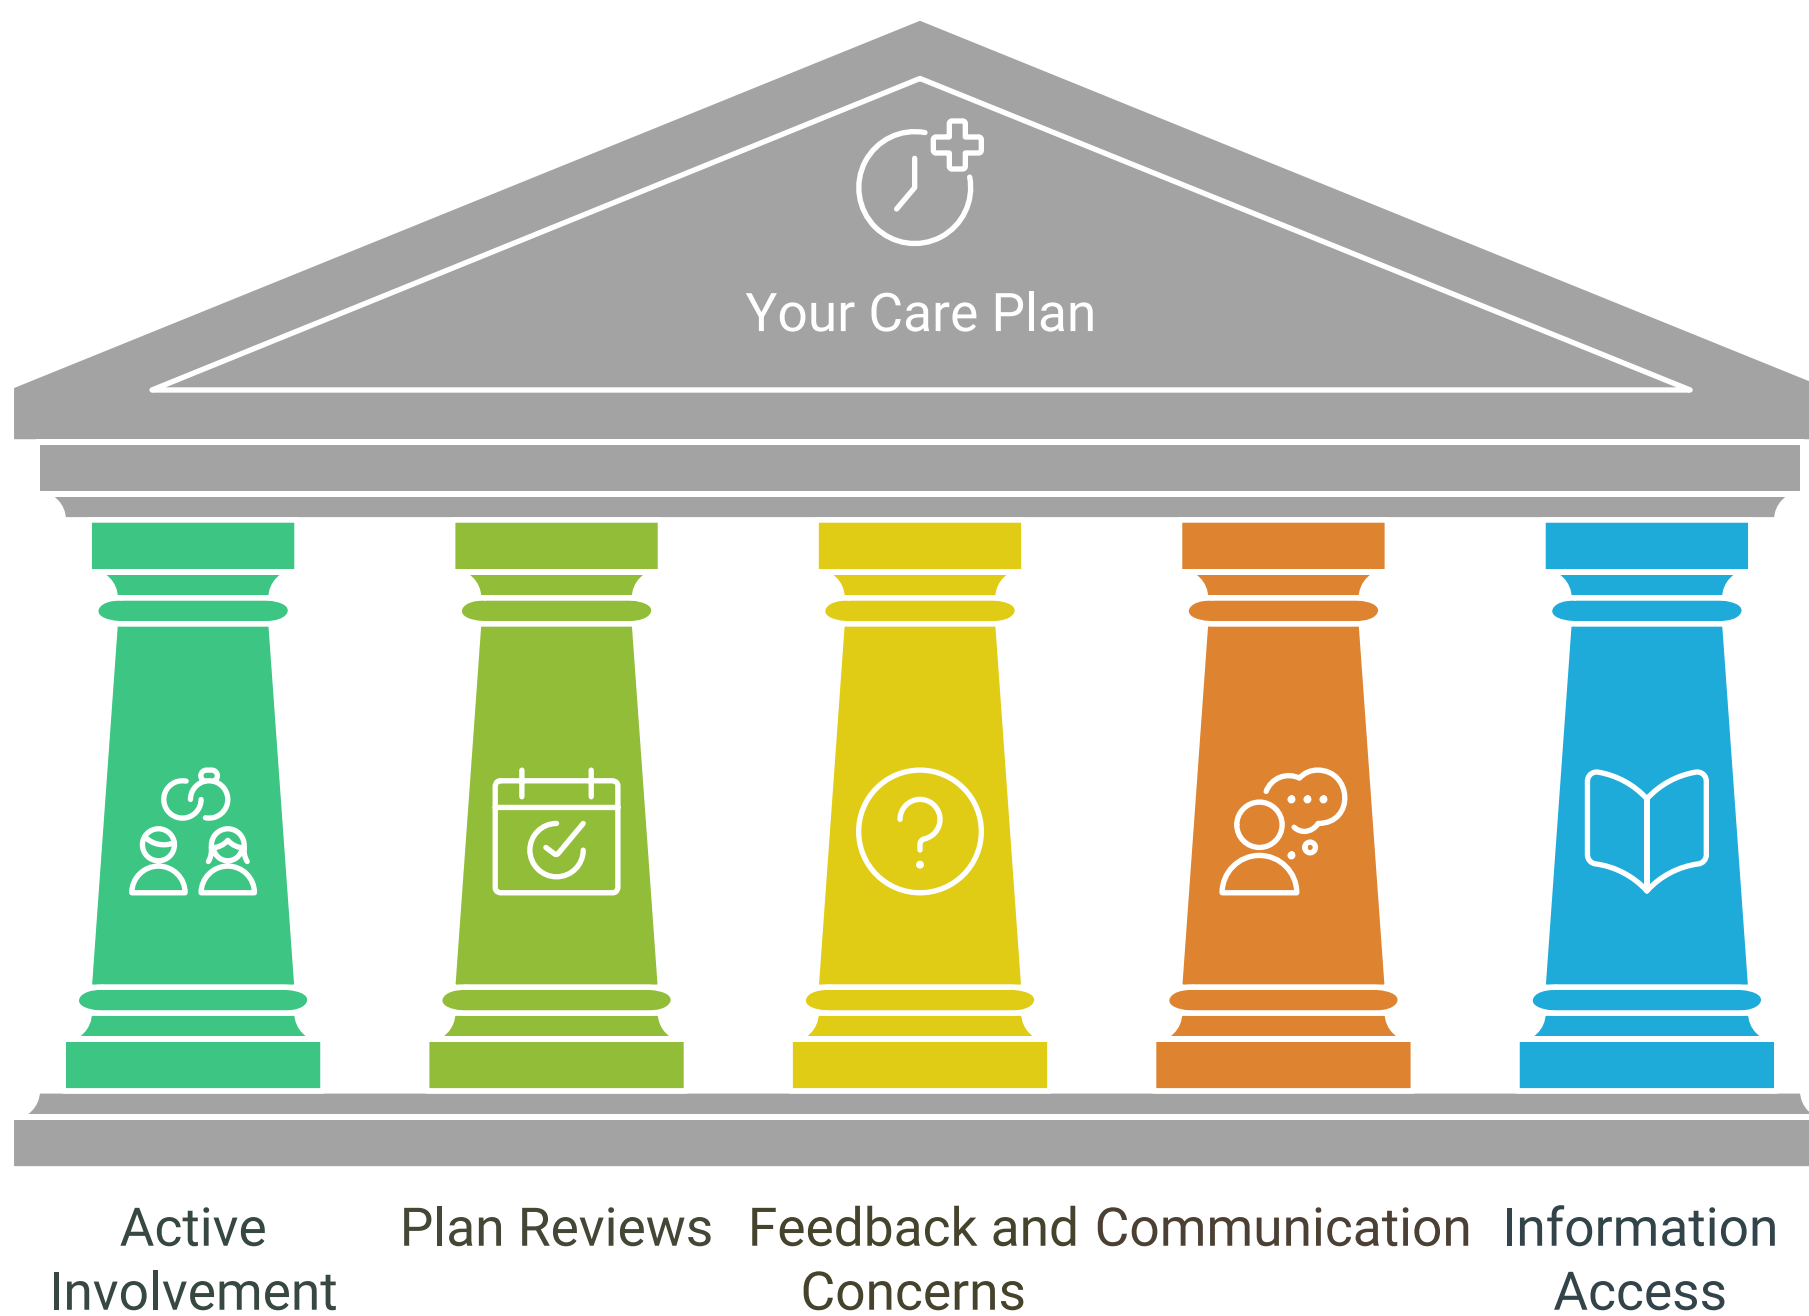 Your Care Plan
Active
Involvement
Plan Reviews
Feedback and
Concerns
Communication
Information
Access